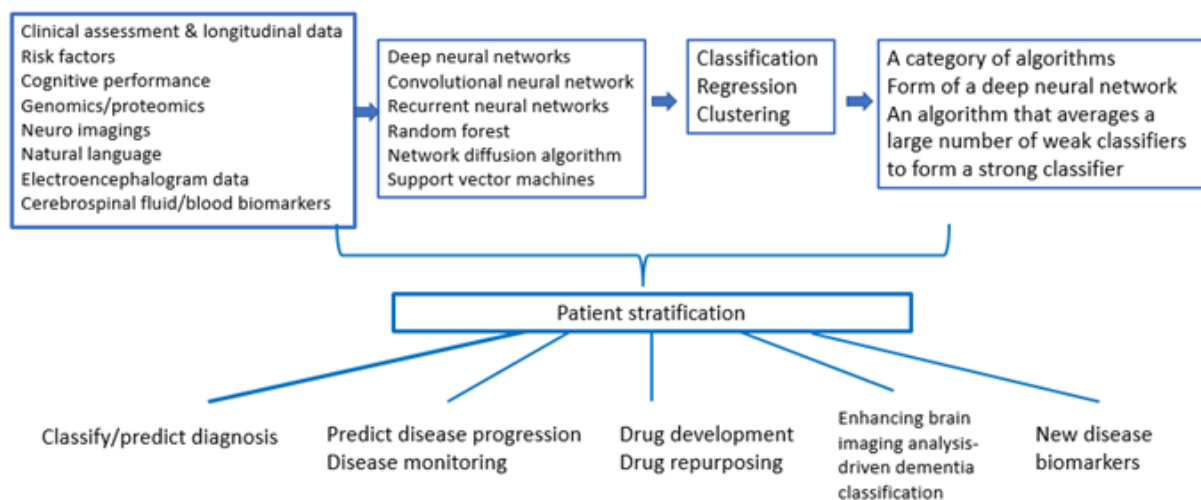 Clinical assessment & longitudinal data
Risk factors
Cognitive performance
Genomics/proteomics
Neuro imagings
Natural language
Electroencephalogram data
Cerebrospinal fluid/blood biomarkers
Deep neural networks
Convolutional neural network
Recurrent neural networks
Random forest
Network diffusion algorithm
Support vector machines
Classification
Regression
Clustering
A category of algorithms
Form of a deep neural network
An algorithm that averages a
large number of weak classifiers
to form a strong classifier
Patient stratification
Classify/predict diagnosis
Predict disease progression
Disease monitoring
Drug development
Drug repurposing
Enhancing brain
imaging analysis-
driven dementia
classification
New disease
biomarkers